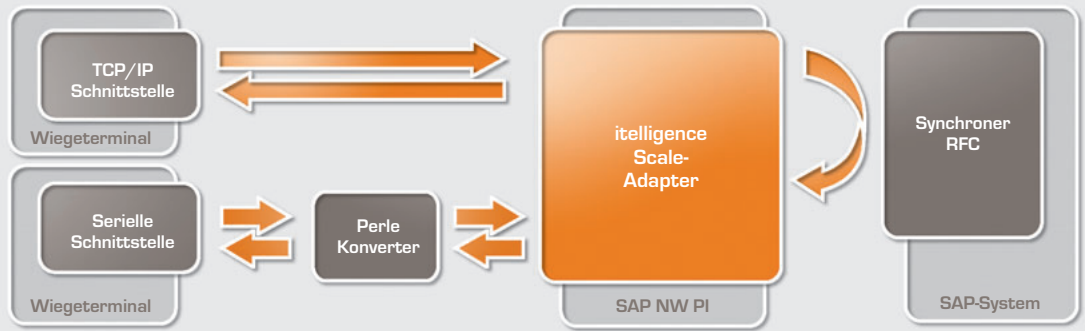 TCP/IP
Schnittstelle
Wiegeterminal
Serielle
Schnittstelle
Wiegeterminal
Perle
Konverter
itelligence
Scale-
Adapter
SAP NW PI
Synchroner
RFC
SAP-System